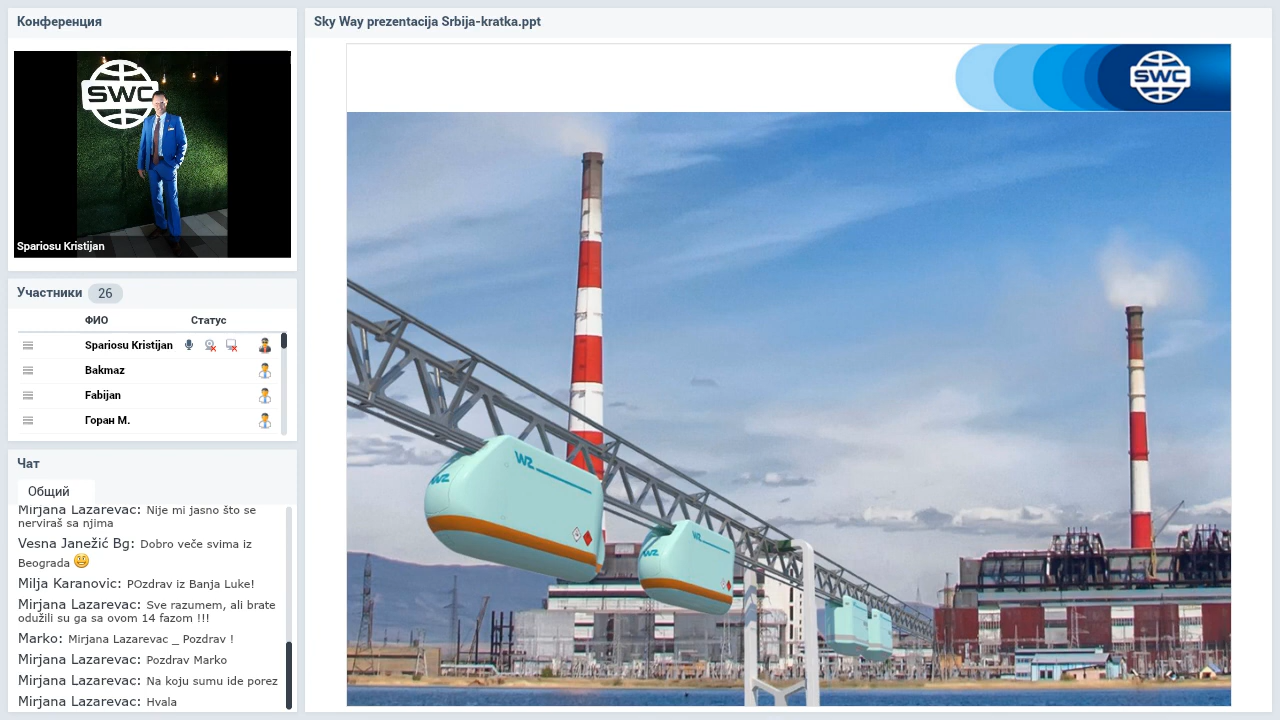 Конференция
SWC
Spariosu Kristijan
Участники 26
ФИО Статус
Spariosu Kristijan
Bakmaz
Fabijan
Горан М.
Чат
Общий
Mirjana Lazarevac: Nije mi jasno što se
nerviraš sa njima
Vesna Janežić Bg: Dobro veče svima iz
Beograda
Milja Karanovic: POzdrav iz Banja Luke!
Mirjana Lazarevac: Sve razumem, ali brate
odužili su ga sa ovom 14 fazom !!!
Marko: Mirjana Lazarevac _ Pozdrav !
Mirjana Lazarevac: Pozdrav Marko
Mirjana Lazarevac: Na koju sumu ide porez
Mirjana Lazarevac: Hvala
Sky Way prezentacija Srbija-kratka.ppt
SWC